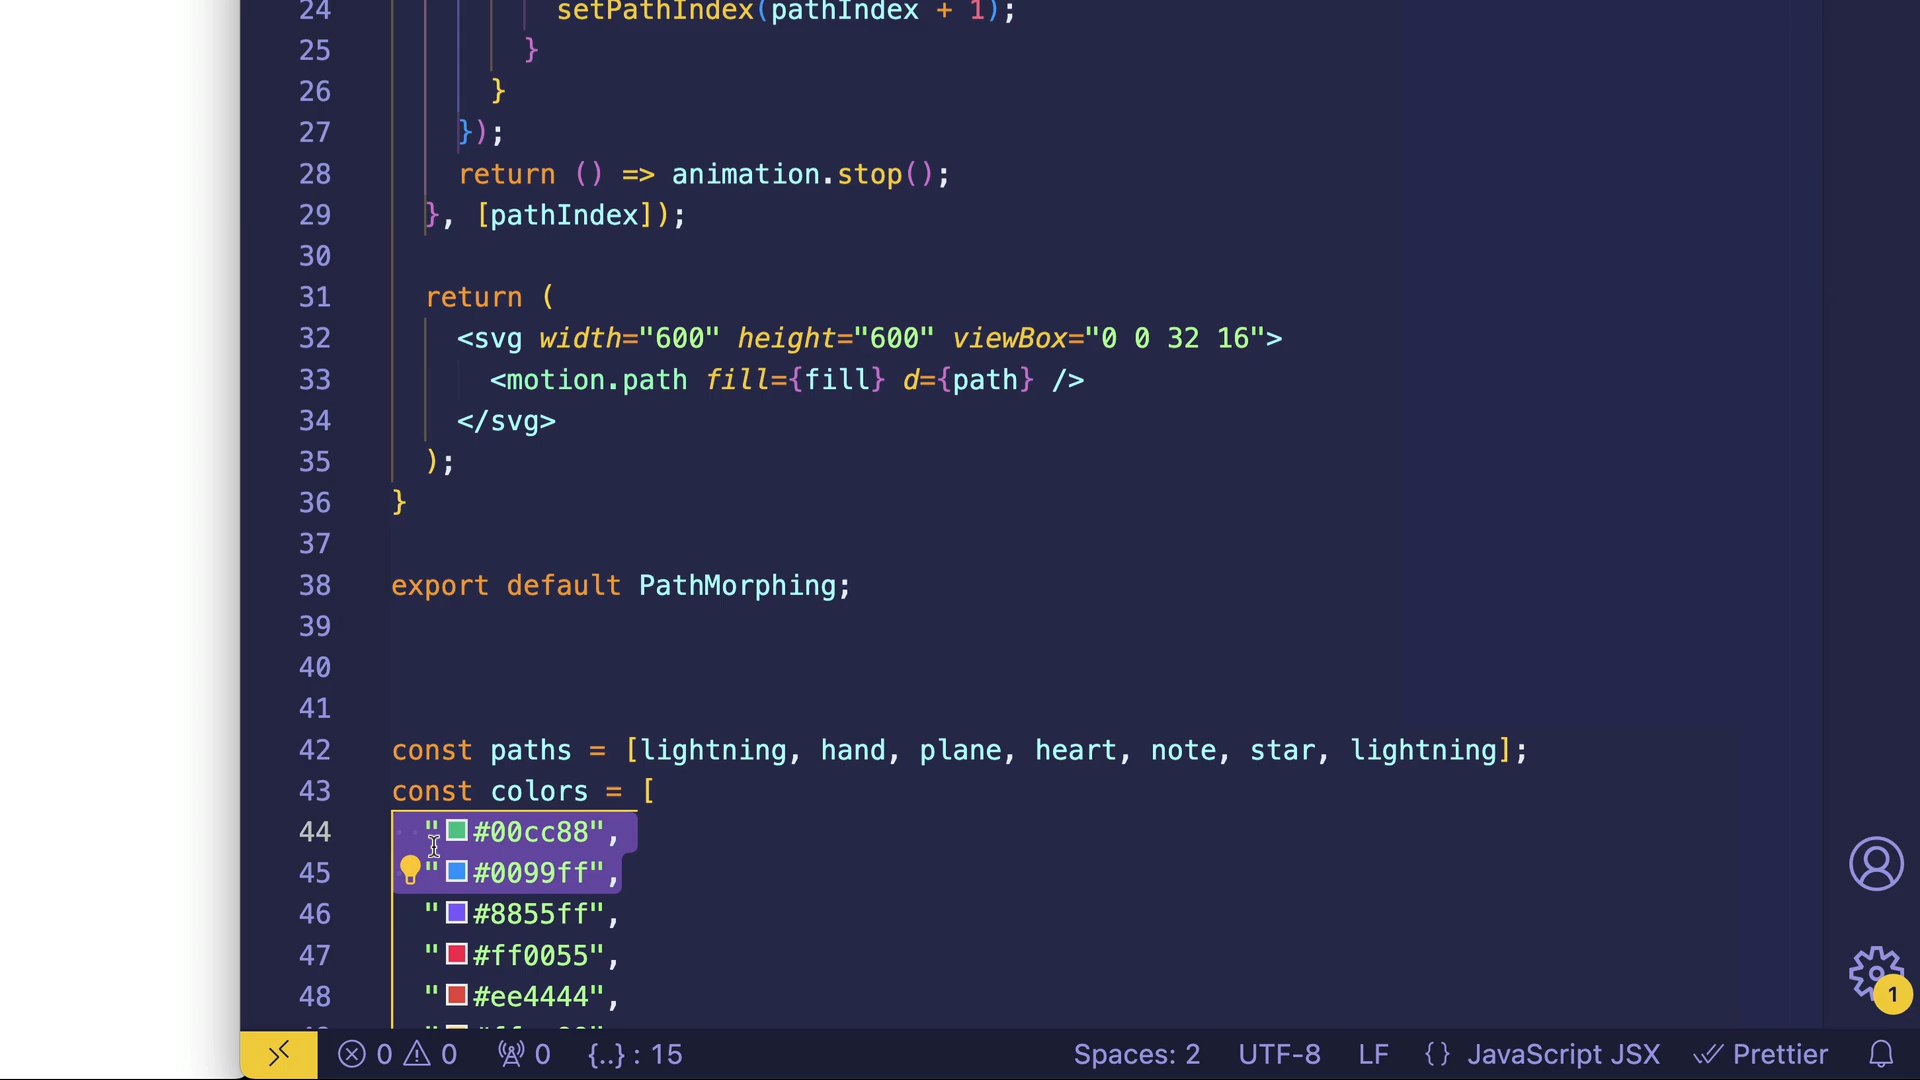 24 setPathIndex(pathIndex + 1);
25 }
26 }
27 });
28 return () => animation.stop();
29 }, [pathIndex]);
30
31 return (
32 <svg width="600" height="600" viewBox="0 0 32 16">
33 <motion.path fill={fill} d={path} />
34 </svg>
35 );
36 }
37
38 export default PathMorphing;
39
40
41
42 const paths = [lightning, hand, plane, heart, note, star, lightning];
43 const colors = [
44 "#00cc88",
45 "#0099ff",
46 "#8855ff",
47 "#ff0055",
48 "#ee4444",
1
0 0 0 {..} : 15 Spaces: 2 UTF-8 LF {} JavaScript JSX Prettier